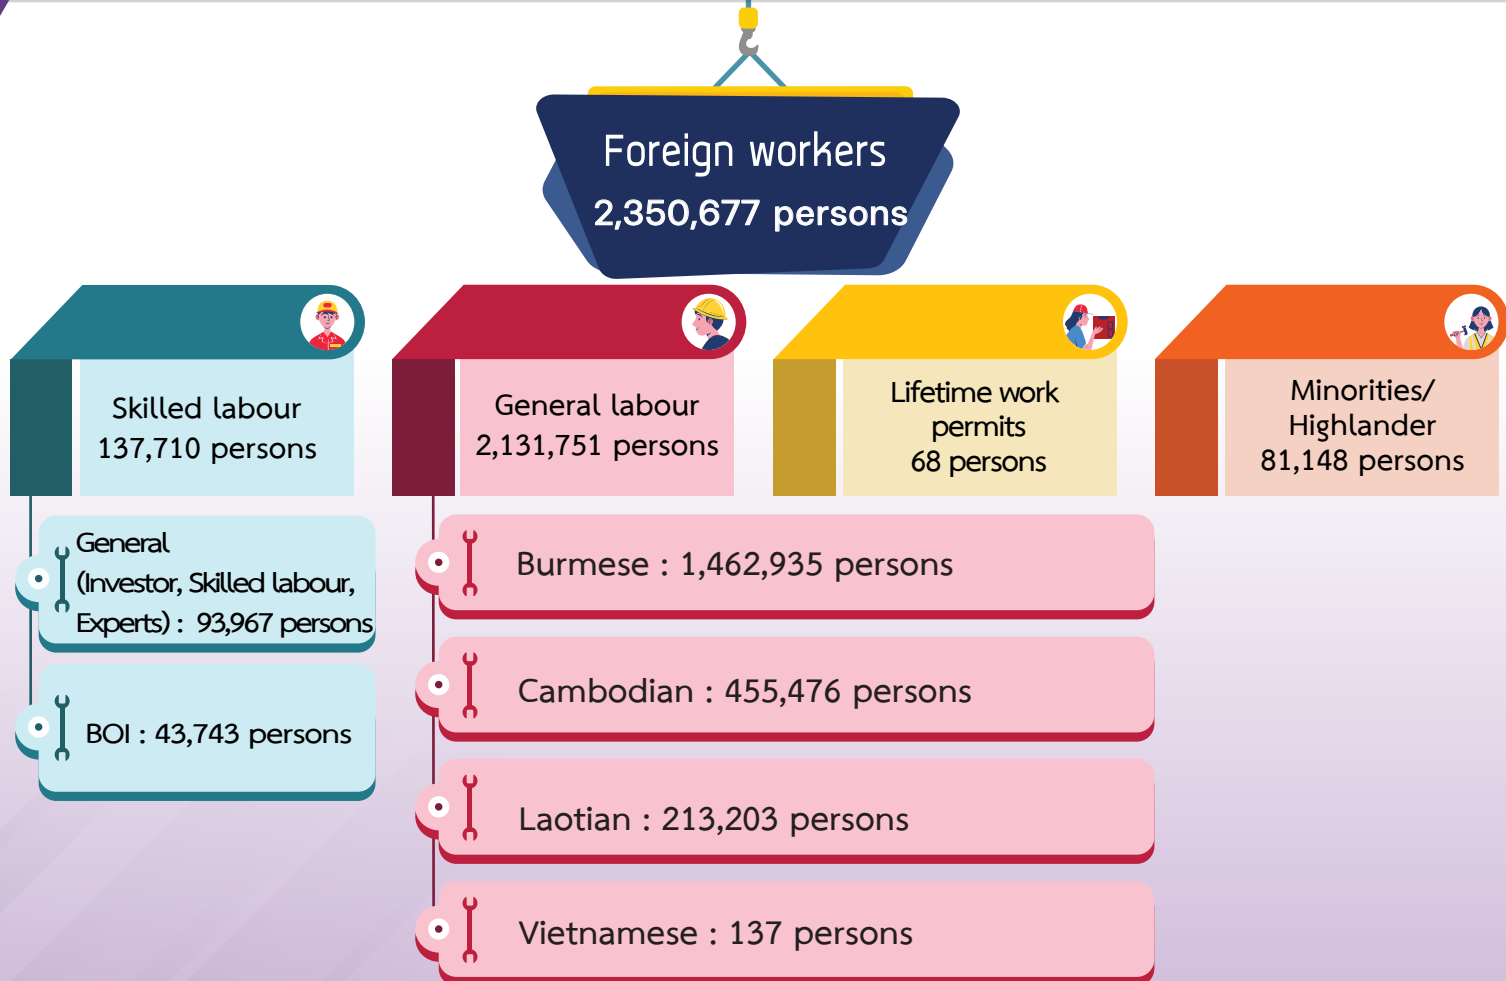 Foreign workers
2,350,677 persons
Skilled labour
137,710 persons
General labour
2,131,751 persons
Lifetime work
permits
68 persons
Minorities/
Highlander
81,148 persons
General
(Investor, Skilled labour,
Experts) : 93,967 persons
BOI : 43,743 persons
Burmese : 1,462,935 persons
Cambodian : 455,476 persons
Laotian : 213,203 persons
Vietnamese : 137 persons